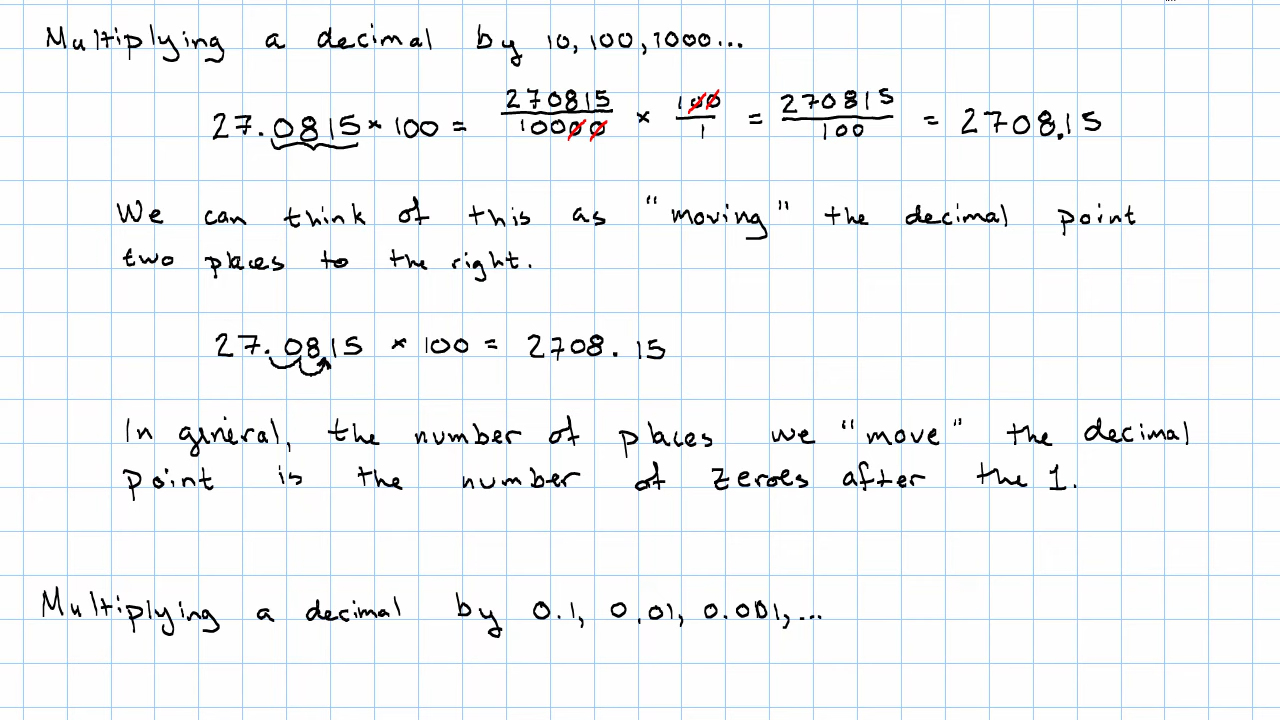 Multiplying a decimal by 10, 100, 1000...
27.0815 × 100 = 270815/10000 × 100/1 = 270815/100 = 2708.15
We can think of this as "moving" the decimal point
two places to the right.
27.0815 × 100 = 2708.15
In general, the number of places we "move" the decimal
point is the number of zeroes after the 1.
Multiplying a decimal by 0.1, 0.01, 0.001, ...